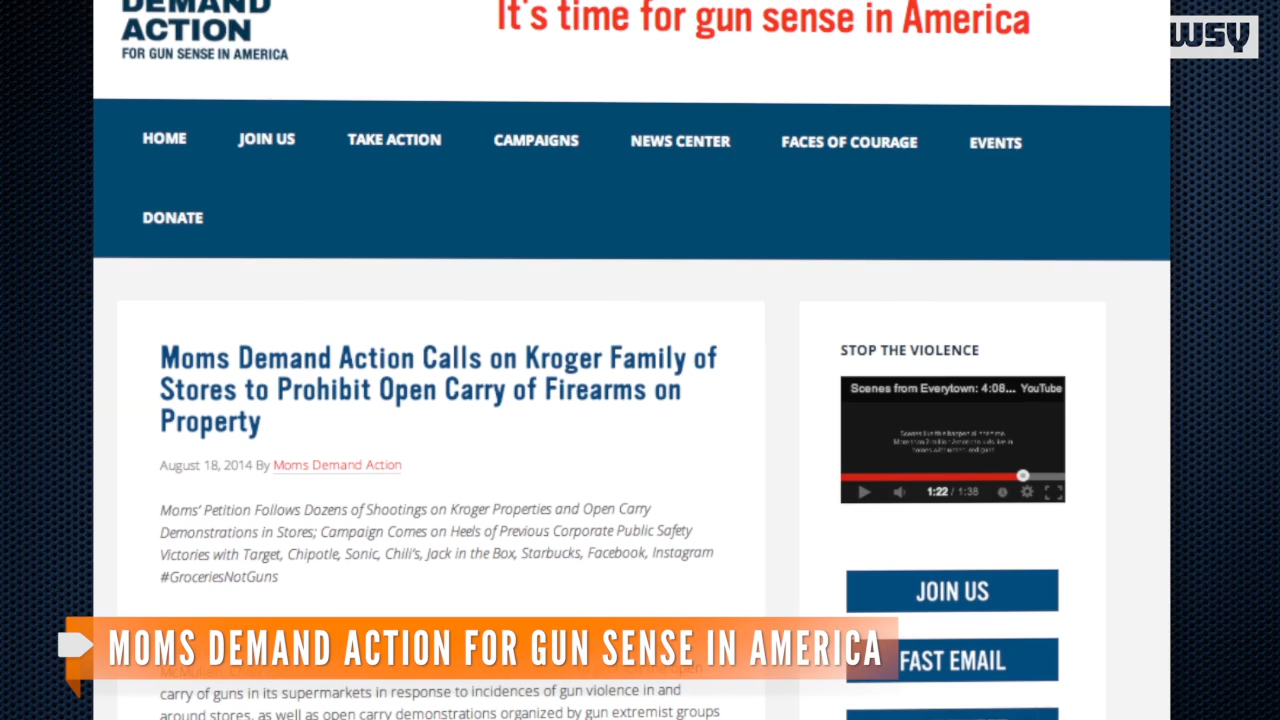 DEMAND
ACTION
FOR GUN SENSE IN AMERICA
It's time for gun sense in America
WSY
HOME JOIN US TAKE ACTION CAMPAIGNS NEWS CENTER FACES OF COURAGE EVENTS
DONATE
Moms Demand Action Calls on Kroger Family of
Stores to Prohibit Open Carry of Firearms on
Property
August 18, 2014 By Moms Demand Action
Moms' Petition Follows Dozens of Shootings on Kroger Properties and Open Carry
Demonstrations in Stores; Campaign Comes on Heels of Previous Corporate Public Safety
Victories with Target, Chipotle, Sonic, Chili's, Jack in the Box, Starbucks, Facebook, Instagram
#GroceriesNotGuns
carry of guns in its supermarkets in response to incidences of gun violence in and
around stores, as well as open carry demonstrations organized by gun extremist groups
STOP THE VIOLENCE
Scenes from Everytown: 4:08... YouTube
1:22 / 1:38
JOIN US
FAST EMAIL
MOMS DEMAND ACTION FOR GUN SENSE IN AMERICA